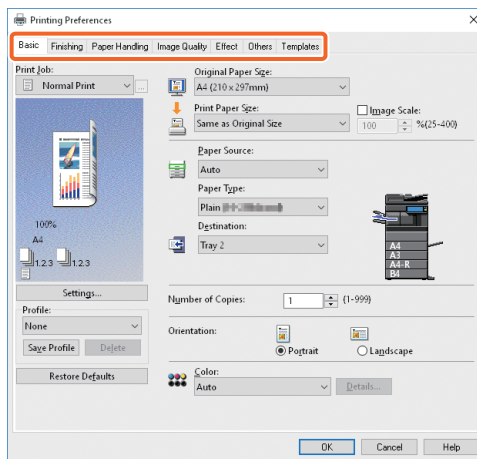 Printing Preferences
Basic Finishing Paper Handling Image Quality Effect Others Templates
Print Job:
Normal Print ...
100%
A4
1.2.3 1.2.3
Settings...
Profile:
None
Save Profile Delete
Restore Defaults
Original Paper Size:
A4 (210 x 297mm)
Print Paper Size:
Same as Original Size
Image Scale:
100 %(25-400)
Paper Source:
Auto
Paper Type:
Plain
Destination:
Tray 2
A4
A3
A4-R
B4
Number of Copies: 1 (1-999)
Orientation:
Portrait Landscape
Color:
Auto Details...
OK Cancel Help